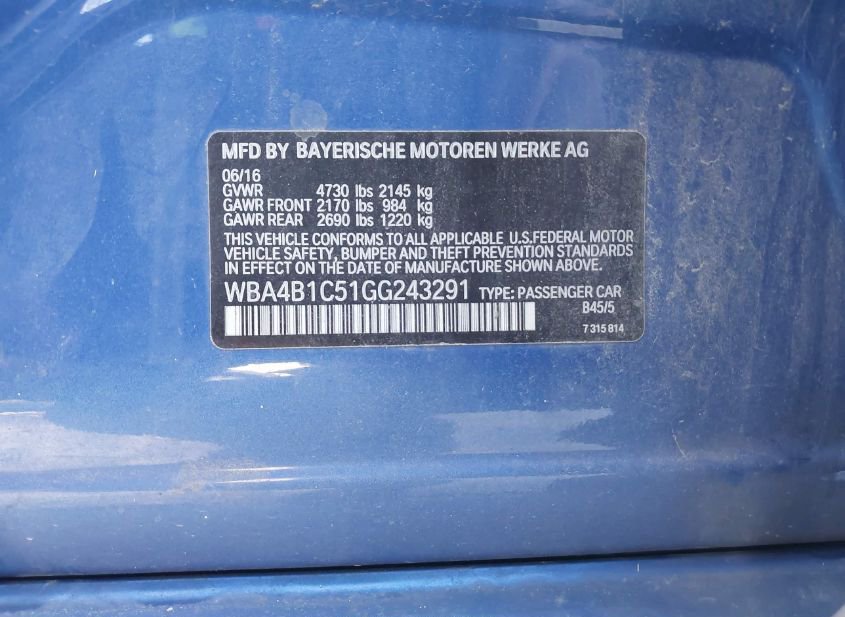 MFD BY BAYERISCHE MOTOREN WERKE AG
06/16
GVWR 4730 lbs 2145 kg
GAWR FRONT 2170 lbs 984 kg
GAWR REAR 2690 lbs 1220 kg
THIS VEHICLE CONFORMS TO ALL APPLICABLE U.S.FEDERAL MOTOR
VEHICLE SAFETY, BUMPER AND THEFT PREVENTION STANDARDS
IN EFFECT ON THE DATE OF MANUFACTURE SHOWN ABOVE.
WBA4B1C51GG243291 TYPE: PASSENGER CAR
B45/5
7 315 814